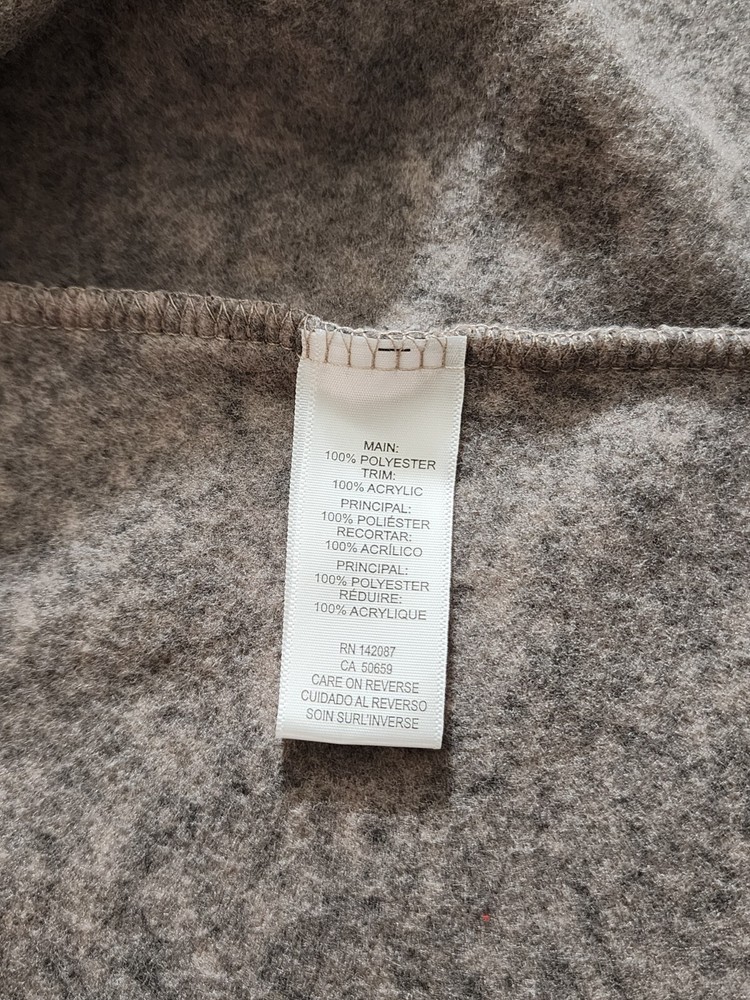 MAIN:
100% POLYESTER
TRIM:
100% ACRYLIC
PRINCIPAL:
100% POLIÉSTER
RECORTAR:
100% ACRÍLICO
PRINCIPAL:
100% POLYESTER
RÉDUIRE:
100% ACRYLIQUE
RN 142087
CA 50659
CARE ON REVERSE
CUIDADO AL REVERSO
SOIN SURL'INVERSE